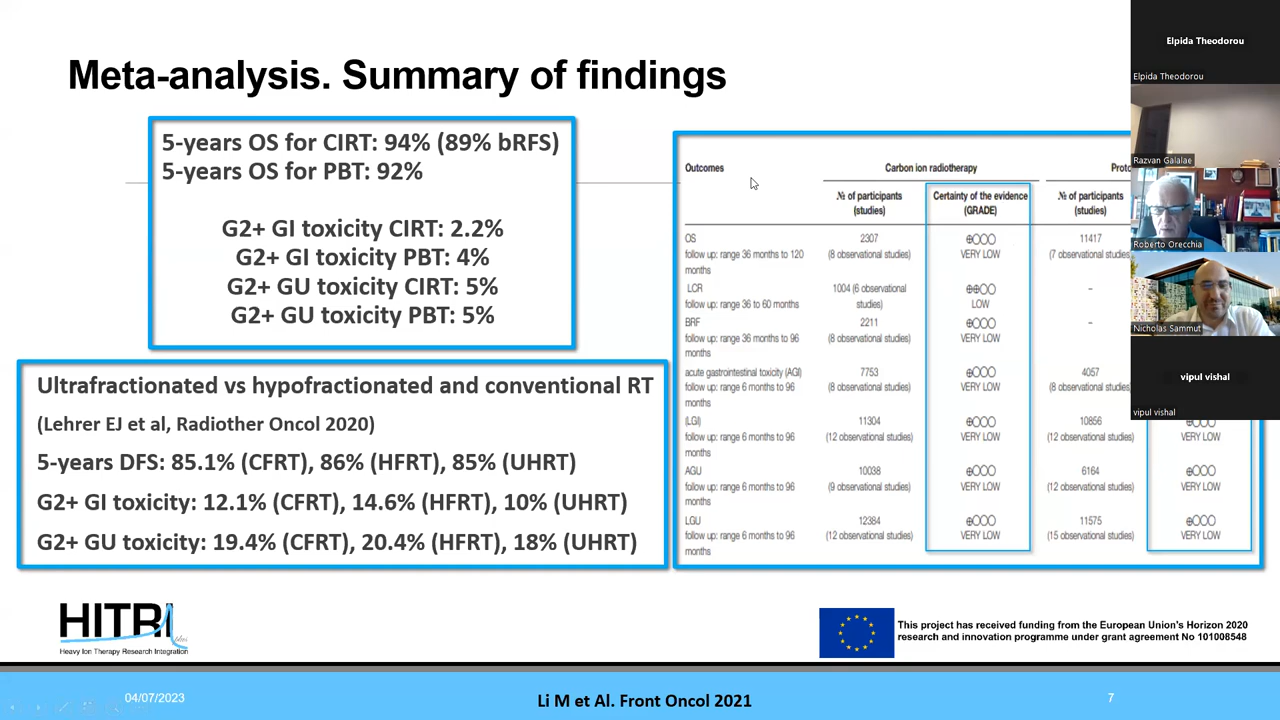 Meta-analysis. Summary of findings
5-years OS for CIRT: 94% (89% bRFS)
5-years OS for PBT: 92%
G2+ GI toxicity CIRT: 2.2%
G2+ GI toxicity PBT: 4%
G2+ GU toxicity CIRT: 5%
G2+ GU toxicity PBT: 5%
Ultrafractionated vs hypofractionated and conventional RT
(Lehrer EJ et al, Radiother Oncol 2020)
5-years DFS: 85.1% (CFRT), 86% (HFRT), 85% (UHRT)
G2+ GI toxicity: 12.1% (CFRT), 14.6% (HFRT), 10% (UHRT)
G2+ GU toxicity: 19.4% (CFRT), 20.4% (HFRT), 18% (UHRT)
Outcomes Carbon ion radiotherapy
№ of participants Certainty of the evidence № of participants
(studies) (GRADE) (studies)
OS 2307 ⊕◯◯◯ 11417
follow up: range 36 months to 120 (8 observational studies) VERY LOW (7 observational studies)
months
LCR 1004 (6 observational ⊕⊕◯◯ –
follow up: range 36 to 60 months studies) LOW
BRF 2211 ⊕◯◯◯ –
follow up: range 36 months to 96 (8 observational studies) VERY LOW
months
acute gastrointestinal toxicity (AGI) 7753 ⊕◯◯◯ 4057
follow up: range 6 months to 96 (8 observational studies) VERY LOW (8 observational studies)
months
(LGI) 11304 ⊕◯◯◯ 10856 ⊕◯◯◯
follow up: range 6 months to 96 (12 observational studies) VERY LOW (12 observational studies) VERY LOW
months
AGU 10038 ⊕◯◯◯ 6164 ⊕◯◯◯
follow up: range 6 months to 96 (9 observational studies) VERY LOW (12 observational studies) VERY LOW
months
LGU 12384 ⊕◯◯◯ 11575 ⊕◯◯◯
follow up: range 6 months to 96 (12 observational studies) VERY LOW (15 observational studies) VERY LOW
months
Elpida Theodorou
Elpida Theodorou
Razvan Galalae
Roberto Orecchia
Nicholas Sammut
vipul vishal
vipul vishal
HITRI plus
Heavy Ion Therapy Research Integration
This project has received funding from the European Union's Horizon 2020
research and innovation programme under grant agreement No 101008548
04/07/2023
Li M et Al. Front Oncol 2021
7